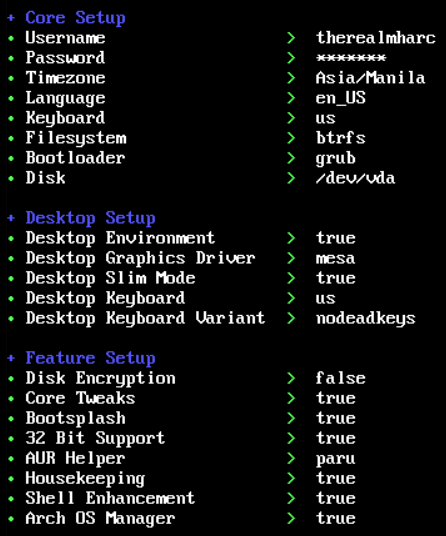 + Core Setup
• Username > therealmharc
• Password > *******
• Timezone > Asia/Manila
• Language > en_US
• Keyboard > us
• Filesystem > btrfs
• Bootloader > grub
• Disk > /dev/vda
+ Desktop Setup
• Desktop Environment > true
• Desktop Graphics Driver > mesa
• Desktop Slim Mode > true
• Desktop Keyboard > us
• Desktop Keyboard Variant > nodeadkeys
+ Feature Setup
• Disk Encryption > false
• Core Tweaks > true
• Bootsplash > true
• 32 Bit Support > true
• AUR Helper > paru
• Housekeeping > true
• Shell Enhancement > true
• Arch OS Manager > true